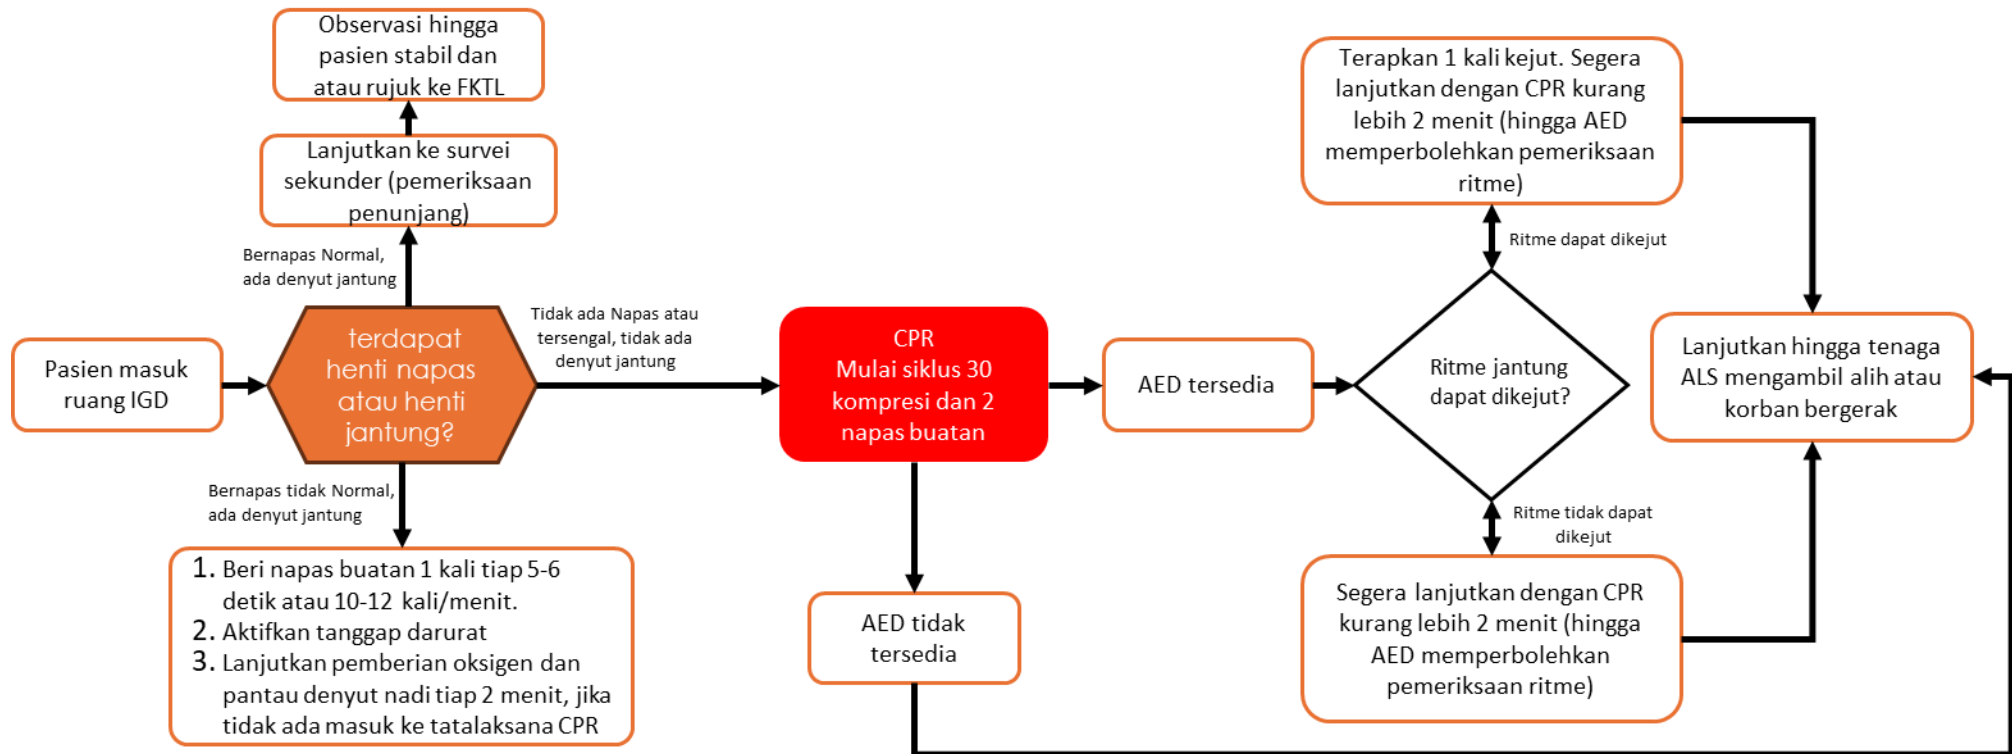 Observasi hingga
pasien stabil dan
atau rujuk ke FKTL
Lanjutkan ke survei
sekunder (pemeriksaan
penunjang)
Bernapas Normal,
ada denyut jantung
Pasien masuk
ruang IGD
terdapat
henti napas
atau henti
jantung?
Tidak ada Napas atau
tersengal, tidak ada
denyut jantung
Bernapas tidak Normal,
ada denyut jantung
1. Beri napas buatan 1 kali tiap 5-6
detik atau 10-12 kali/menit.
2. Aktifkan tanggap darurat
3. Lanjutkan pemberian oksigen dan
pantau denyut nadi tiap 2 menit, jika
tidak ada masuk ke tatalaksana CPR
CPR
Mulai siklus 30
kompresi dan 2
napas buatan
AED tersedia
AED tidak
tersedia
Ritme jantung
dapat dikejut?
Ritme dapat dikejut
Terapkan 1 kali kejut. Segera
lanjutkan dengan CPR kurang
lebih 2 menit (hingga AED
memperbolehkan pemeriksaan
ritme)
Ritme tidak dapat
dikejut
Segera lanjutkan dengan CPR
kurang lebih 2 menit (hingga
AED memperbolehkan
pemeriksaan ritme)
Lanjutkan hingga tenaga
ALS mengambil alih atau
korban bergerak